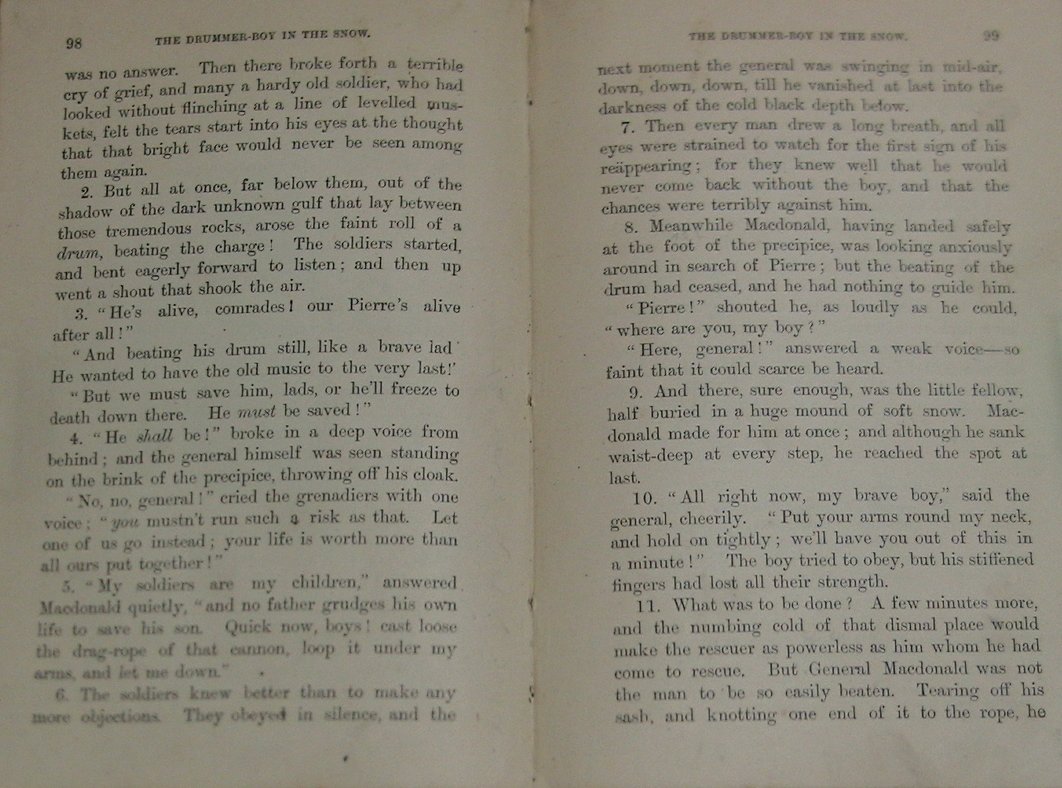 98 THE DRUMMER-BOY IN THE SNOW.
was no answer. Then there broke forth a terrible
cry of grief, and many a hardy old soldier, who had
looked without flinching at a line of levelled mus-
kets, felt the tears start into his eyes at the thought
that that bright face would never be seen among
them again.
2. But all at once, far below them, out of the
shadow of the dark unknown gulf that lay between
those tremendous rocks, arose the faint roll of a
drum, beating the charge! The soldiers started,
and bent eagerly forward to listen; and then up
went a shout that shook the air.
3. “He's alive, comrades! our Pierre's alive
after all!”
“And beating his drum still, like a brave lad
He wanted to have the old music to the very last!'
“But we must save him, lads, or he'll freeze to
death down there. He must be saved!”
4. “He shall be!” broke in a deep voice from
behind; and the general himself was seen standing
on the brink of the precipice, throwing off his cloak.
“No, no, general!” cried the grenadiers with one
voice; “you mustn't run such a risk as that. Let
one of us go instead; your life is worth more than
all ours put together!”
5. “My soldiers are my children,” answered
Macdonald quietly, “and no father grudges his own
life to save his son. Quick now, boys! cast loose
the drag-rope of that cannon, loop it under my
arms, and let me down.”
6. The soldiers knew better than to make any
more objections. They obeyed in silence, and the
THE DRUMMER-BOY IN THE SNOW. 99
next moment the general was swinging in mid-air,
down, down, down, till he vanished at last into the
darkness of the cold black depth below.
7. Then every man drew a long breath, and all
eyes were strained to watch for the first sign of his
reäppearing; for they knew well that he would
never come back without the boy, and that the
chances were terribly against him.
8. Meanwhile Macdonald, having landed safely
at the foot of the precipice, was looking anxiously
around in search of Pierre; but the beating of the
drum had ceased, and he had nothing to guide him.
“Pierre!” shouted he, as loudly as he could,
“where are you, my boy?”
“Here, general!” answered a weak voice—so
faint that it could scarce be heard.
9. And there, sure enough, was the little fellow,
half buried in a huge mound of soft snow. Mac-
donald made for him at once; and although he sank
waist-deep at every step, he reached the spot at
last.
10. “All right now, my brave boy,” said the
general, cheerily. “Put your arms round my neck,
and hold on tightly; we'll have you out of this in
a minute!” The boy tried to obey, but his stiffened
fingers had lost all their strength.
11. What was to be done? A few minutes more,
and the numbing cold of that dismal place would
make the rescuer as powerless as him whom he had
come to rescue. But General Macdonald was not
the man to be so easily beaten. Tearing off his
sash, and knotting one end of it to the rope, he